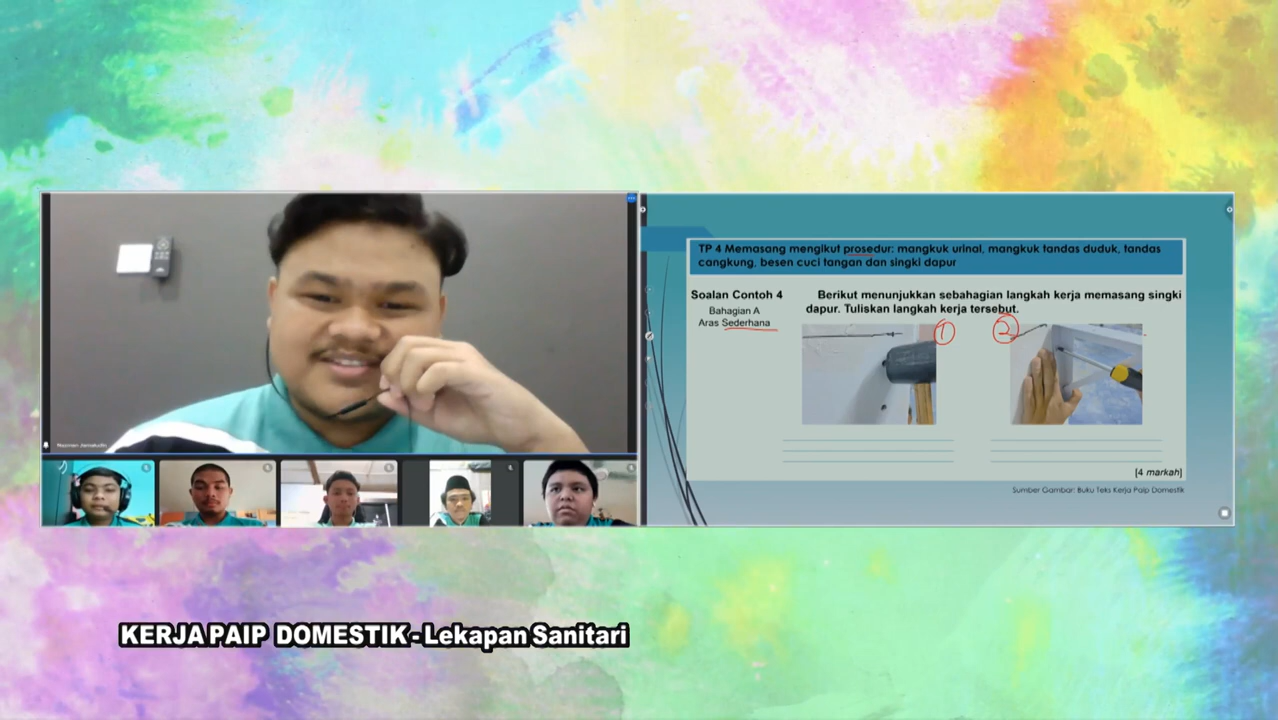 TP 4 Memasang mengikut prosedur: mangkuk urinal, mangkuk tandas duduk, tandas
cangkung, besen cuci tangan dan singki dapur
Soalan Contoh 4
Bahagian A
Aras Sederhana
Berikut menunjukkan sebahagian langkah kerja memasang singki
dapur. Tuliskan langkah kerja tersebut.
1
2
[4 markah]
Sumber Gambar: Buku Teks Kerja Paip Domestik
KERJA PAIP DOMESTIK - Lekapan Sanitari